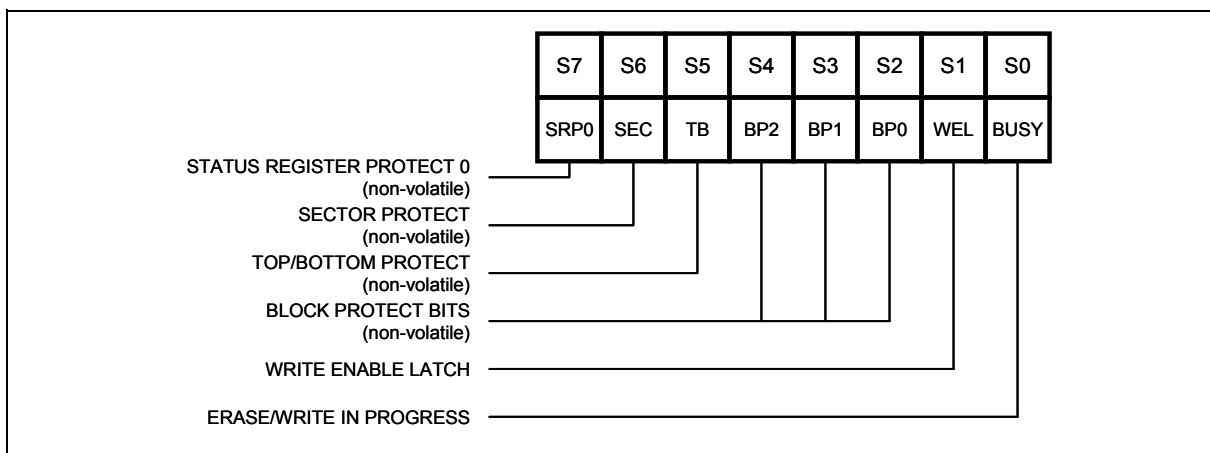 S7 S6 S5 S4 S3 S2 S1 S0
SRP0 SEC TB BP2 BP1 BP0 WEL BUSY
STATUS REGISTER PROTECT 0
(non-volatile)
SECTOR PROTECT
(non-volatile)
TOP/BOTTOM PROTECT
(non-volatile)
BLOCK PROTECT BITS
(non-volatile)
WRITE ENABLE LATCH
ERASE/WRITE IN PROGRESS